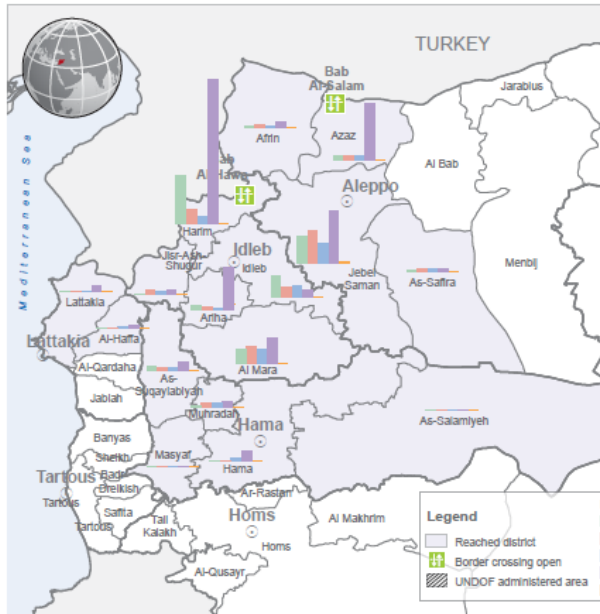 TURKEY
Bab
Al-Salam
Jarablus
Afrin
Azaz
Al Bab
Bab
Al-Hawa
Aleppo
Mediterranean Sea
Harim
Menbij
Jisr-Ash-
Shugur
Idleb
Idleb
Jebel
Saman
As-Safira
Lattakia
Ariha
Al-Haffa
Lattakia
Al Mara
Al-Qardaha
As-
Suqaylabiyah
Jablah
Muhradah
As-Salamiyeh
Banyas
Hama
Sheikh
Badr
Masyaf
Hama
Tartous
Dreikish
Tartous
Ar-Rastan
Safita
Homs
Al Makhrim
Tartous
Tall
Kalakh
Homs
Al-Qusayr
Legend
Reached district
Border crossing open
UNDOF administered area